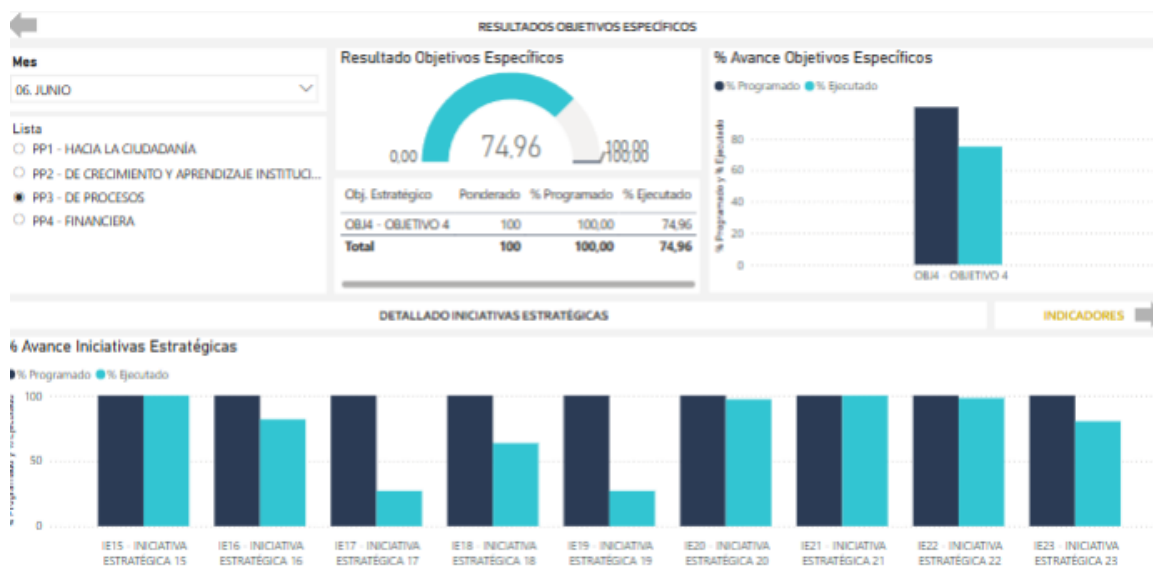 RESULTADOS OBJETIVOS ESPECÍFICOS
Mes
06. JUNIO
Lista
PP1 - HACIA LA CIUDADANÍA
PP2 - DE CRECIMIENTO Y APRENDIZAJE INSTITUCI...
PP3 - DE PROCESOS
PP4 - FINANCIERA
Resultado Objetivos Específicos
74,96
0,00
100,00
Obj. Estratégico Ponderado % Programado % Ejecutado
OBJ4 - OBJETIVO 4 100 100,00 74,96
Total 100 100,00 74,96
% Avance Objetivos Específicos
% Programado % Ejecutado
% Programado y % Ejecutado
80
60
40
20
0
OBJ4 - OBJETIVO 4
DETALLADO INICIATIVAS ESTRATÉGICAS
INDICADORES
% Avance Iniciativas Estratégicas
% Programado % Ejecutado
100
50
0
IE15 - INICIATIVA ESTRATÉGICA 15
IE16 - INICIATIVA ESTRATÉGICA 16
IE17 - INICIATIVA ESTRATÉGICA 17
IE18 - INICIATIVA ESTRATÉGICA 18
IE19 - INICIATIVA ESTRATÉGICA 19
IE20 - INICIATIVA ESTRATÉGICA 20
IE21 - INICIATIVA ESTRATÉGICA 21
IE22 - INICIATIVA ESTRATÉGICA 22
IE23 - INICIATIVA ESTRATÉGICA 23